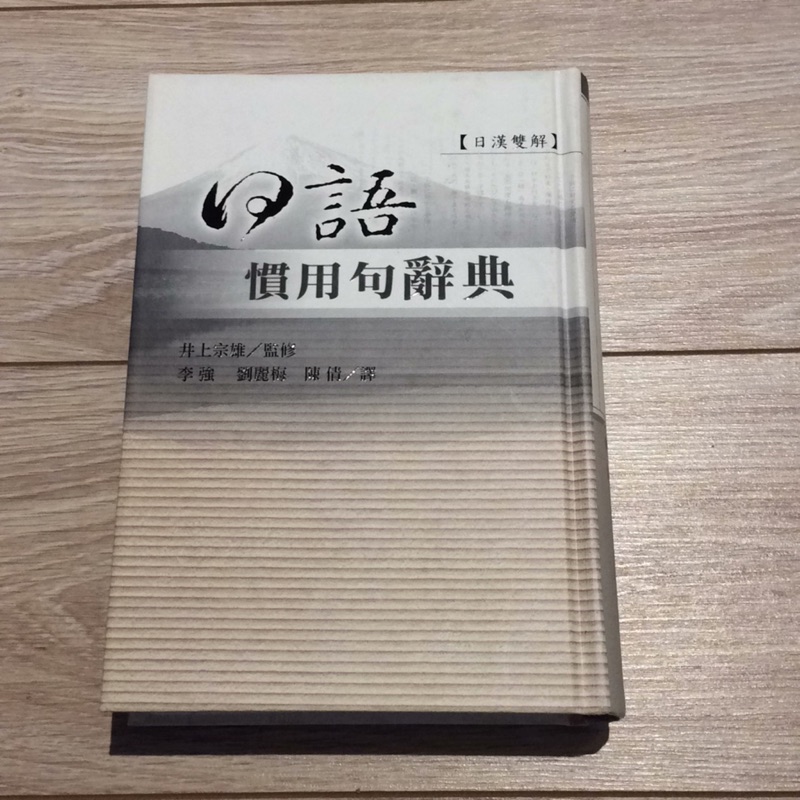 【日漢雙解】
日語
慣用句辭典
井上宗雄／監修
李強 劉麗梅 陳倩／譯